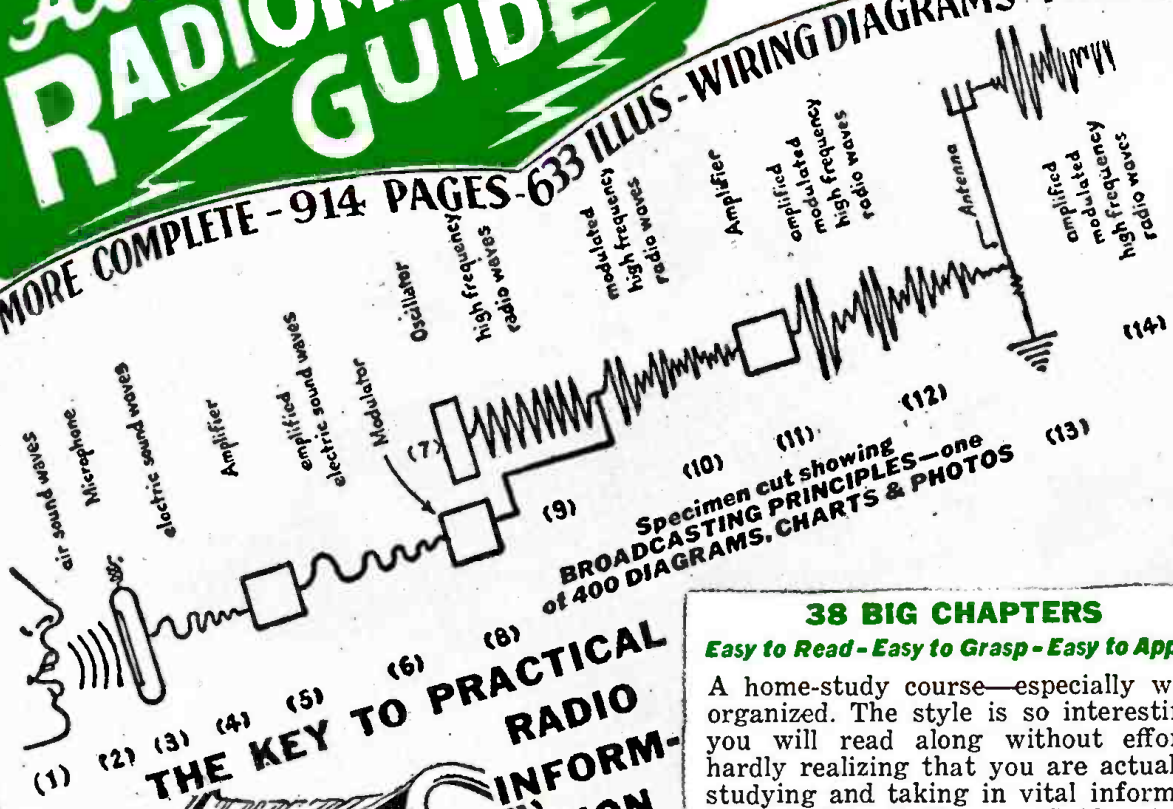 RADIOM
GUIDE
MORE COMPLETE - 914 PAGES - 633 ILLUS - WIRING DIAGRAMS -
air sound waves
Microphone
electric sound waves
Amplifier
amplified
electric sound waves
Modulator
Oscillator
high frequency
radio waves
modulated
high frequency
radio waves
Amplifier
amplified
modulated
high frequency
radio waves
Antenna
amplified
modulated
high frequency
radio waves
(1)
(2)
(3)
(4)
(5)
(6)
(7)
(8)
(9)
(10)
(11)
(12)
(13)
(14)
Specimen cut showing
BROADCASTING PRINCIPLES—one
of 400 DIAGRAMS, CHARTS & PHOTOS
THE KEY TO PRACTICAL
RADIO
INFORM-
38 BIG CHAPTERS
Easy to Read - Easy to Grasp - Easy to App
A home-study course—especially w
organized. The style is so interesti
you will read along without effor
hardly realizing that you are actual
studying and taking in vital inform